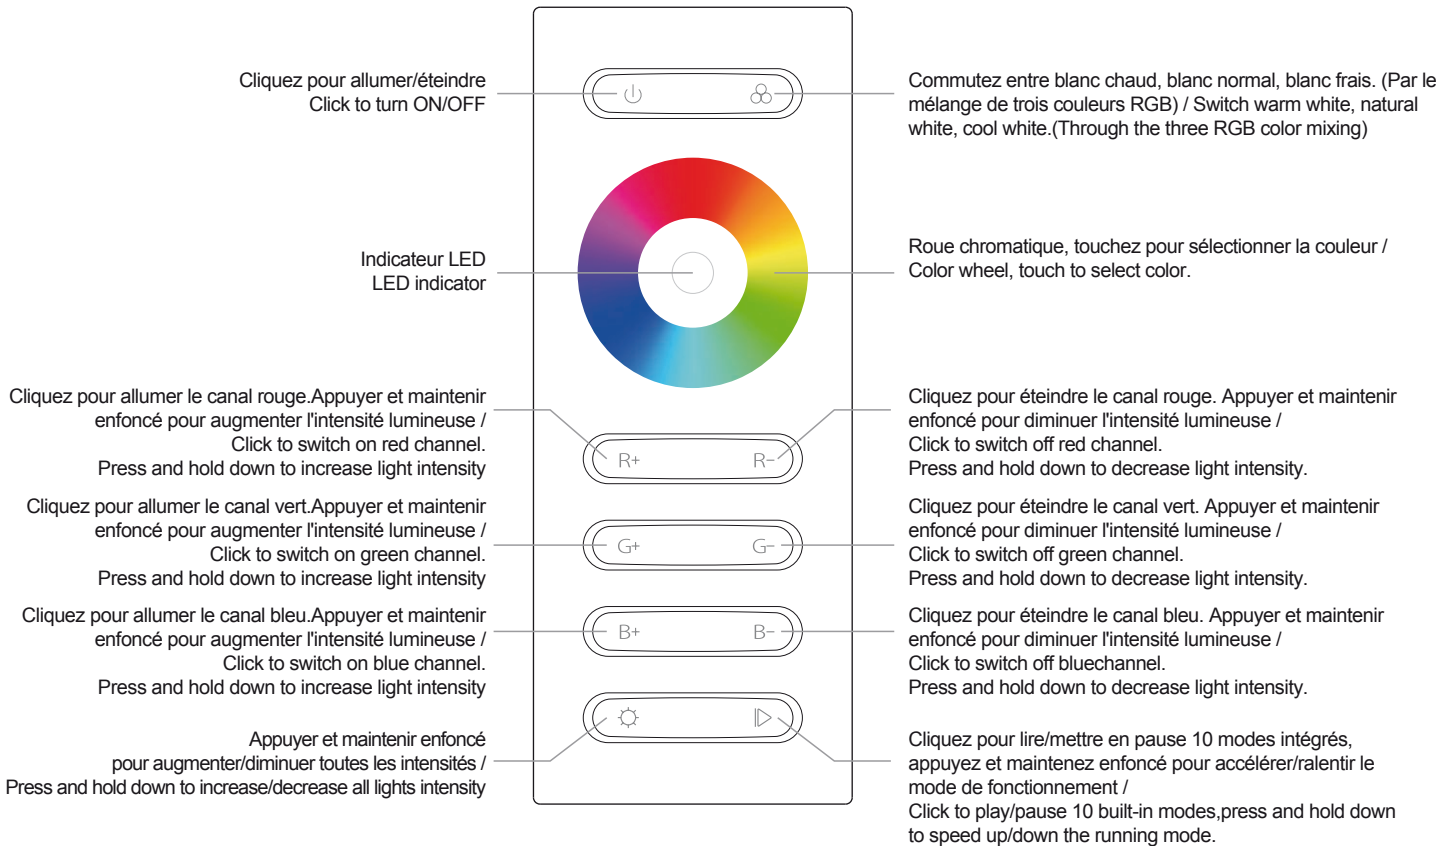 Cliquez pour allumer/éteindre
Click to turn ON/OFF
Commutez entre blanc chaud, blanc normal, blanc frais. (Par le
mélange de trois couleurs RGB) / Switch warm white, natural
white, cool white.(Through the three RGB color mixing)
Indicateur LED
LED indicator
Roue chromatique, touchez pour sélectionner la couleur /
Color wheel, touch to select color.
Cliquez pour allumer le canal rouge.Appuyer et maintenir
enfoncé pour augmenter l'intensité lumineuse /
Click to switch on red channel.
Press and hold down to increase light intensity
R+ R-
Cliquez pour éteindre le canal rouge. Appuyer et maintenir
enfoncé pour diminuer l'intensité lumineuse /
Click to switch off red channel.
Press and hold down to decrease light intensity.
Cliquez pour allumer le canal vert.Appuyer et maintenir
enfoncé pour augmenter l'intensité lumineuse /
Click to switch on green channel.
Press and hold down to increase light intensity
G+ G-
Cliquez pour éteindre le canal vert. Appuyer et maintenir
enfoncé pour diminuer l'intensité lumineuse /
Click to switch off green channel.
Press and hold down to decrease light intensity.
Cliquez pour allumer le canal bleu.Appuyer et maintenir
enfoncé pour augmenter l'intensité lumineuse /
Click to switch on blue channel.
Press and hold down to increase light intensity
B+ B-
Cliquez pour éteindre le canal bleu. Appuyer et maintenir
enfoncé pour diminuer l'intensité lumineuse /
Click to switch off bluechannel.
Press and hold down to decrease light intensity.
Appuyer et maintenir enfoncé
pour augmenter/diminuer toutes les intensités /
Press and hold down to increase/decrease all lights intensity
Cliquez pour lire/mettre en pause 10 modes intégrés,
appuyez et maintenez enfoncé pour accélérer/ralentir le
mode de fonctionnement /
Click to play/pause 10 built-in modes,press and hold down
to speed up/down the running mode.